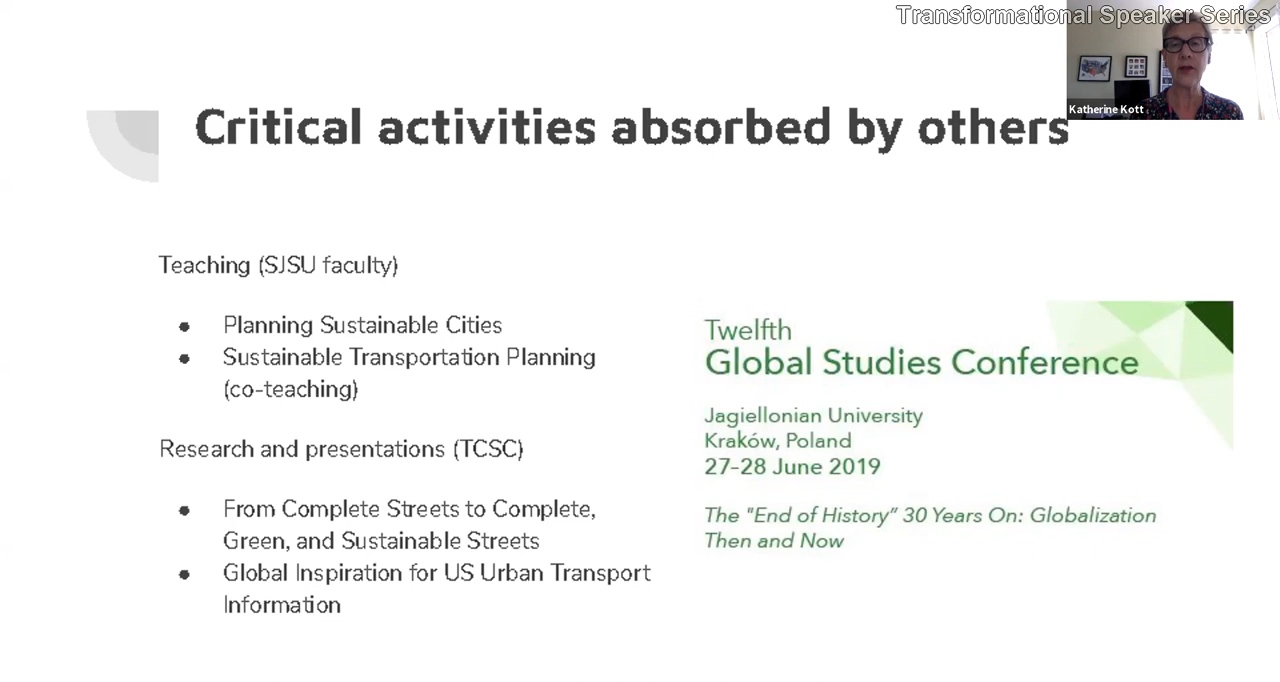 Transformational Speaker Series
Katherine Kott
Critical activities absorbed by others
Teaching (SJSU faculty)
● Planning Sustainable Cities
● Sustainable Transportation Planning
(co-teaching)
Research and presentations (TCSC)
● From Complete Streets to Complete,
Green, and Sustainable Streets
● Global Inspiration for US Urban Transport
Information
Twelfth
Global Studies Conference
Jagiellonian University
Kraków, Poland
27–28 June 2019
The "End of History” 30 Years On: Globalization
Then and Now